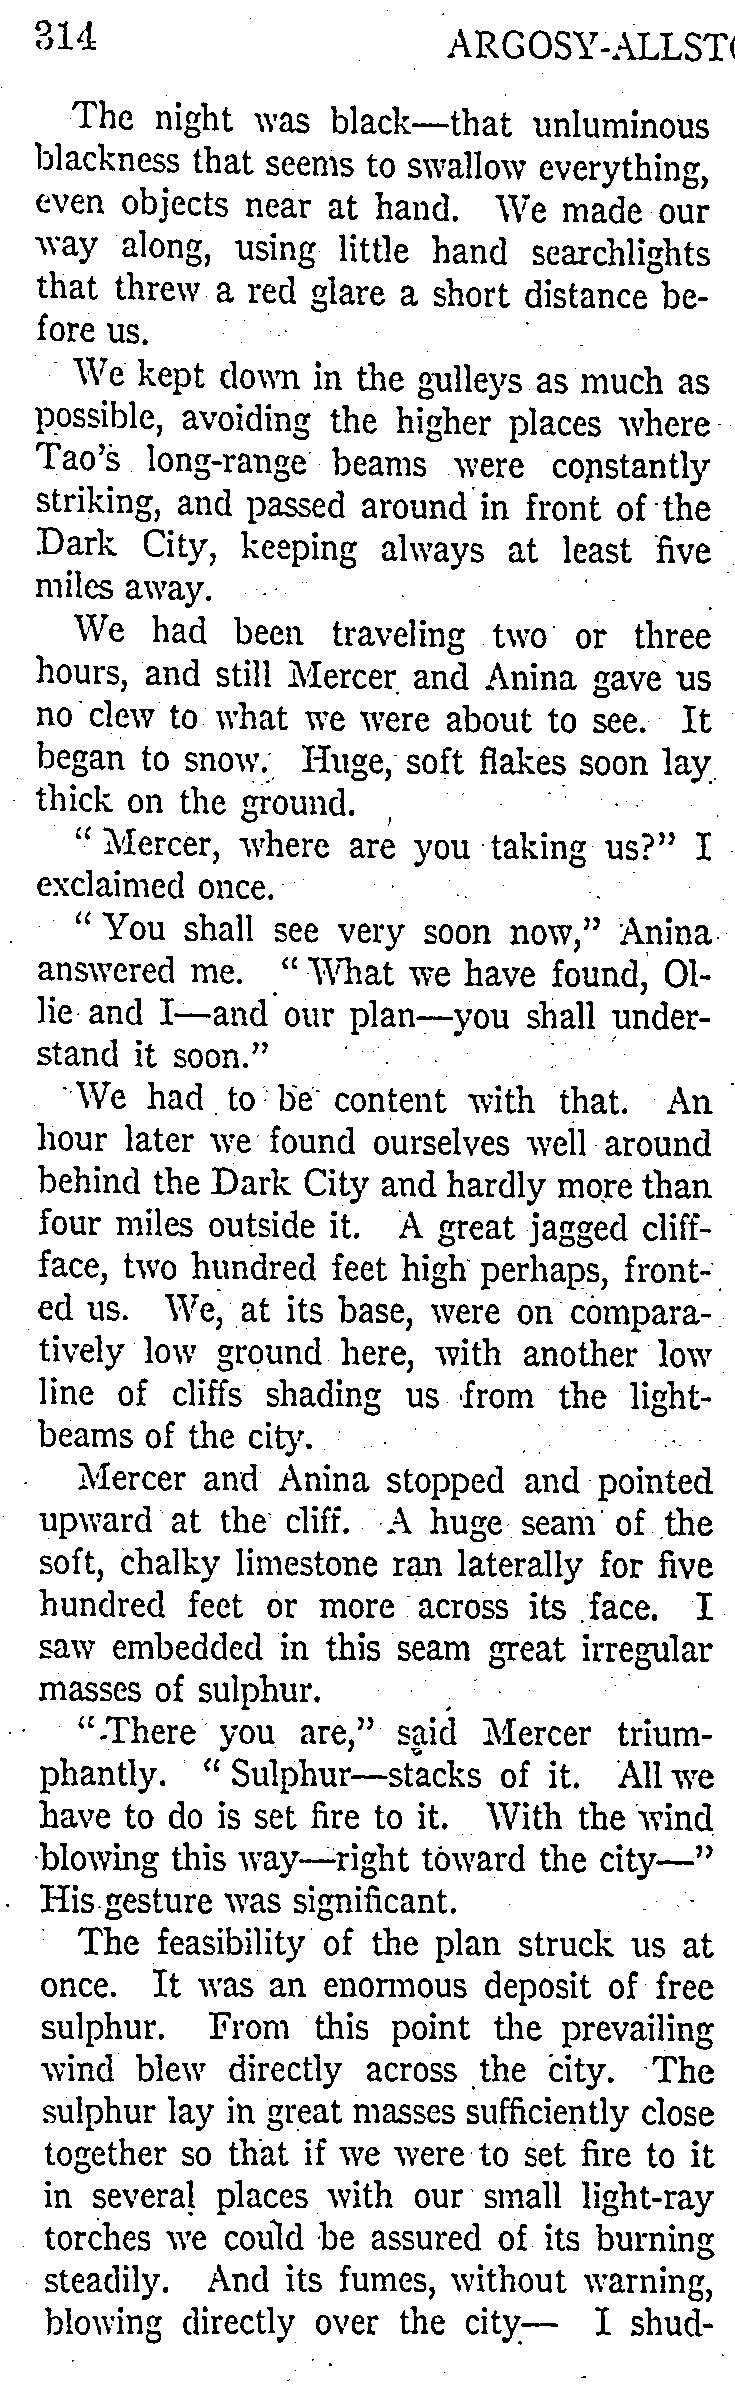 314
ARGOSY-ALLST
The night was black—that unluminous
blackness that seems to swallow everything,
even objects near at hand. We made our
way along, using little hand searchlights
that threw a red glare a short distance be-
fore us.
We kept down in the gulleys as much as
possible, avoiding the higher places where
Tao's long-range beams were constantly
striking, and passed around in front of the
Dark City, keeping always at least five
miles away.
We had been traveling two or three
hours, and still Mercer and Anina gave us
no clew to what we were about to see. It
began to snow. Huge, soft flakes soon lay
thick on the ground.
" Mercer, where are you taking us?" I
exclaimed once.
" You shall see very soon now," Anina
answered me. " What we have found, Ol-
lie and I—and our plan—you shall under-
stand it soon."
We had to be content with that. An
hour later we found ourselves well around
behind the Dark City and hardly more than
four miles outside it. A great jagged cliff-
face, two hundred feet high perhaps, front-
ed us. We, at its base, were on compara-
tively low ground here, with another low
line of cliffs shading us from the light-
beams of the city.
Mercer and Anina stopped and pointed
upward at the cliff. A huge seam of the
soft, chalky limestone ran laterally for five
hundred feet or more across its face. I
saw embedded in this seam great irregular
masses of sulphur.
" There you are," said Mercer trium-
phantly. " Sulphur—stacks of it. All we
have to do is set fire to it. With the wind
blowing this way—right toward the city—"
His gesture was significant.
The feasibility of the plan struck us at
once. It was an enormous deposit of free
sulphur. From this point the prevailing
wind blew directly across the city. The
sulphur lay in great masses sufficiently close
together so that if we were to set fire to it
in several places with our small light-ray
torches we could be assured of its burning
steadily. And its fumes, without warning,
blowing directly over the city— I shud-